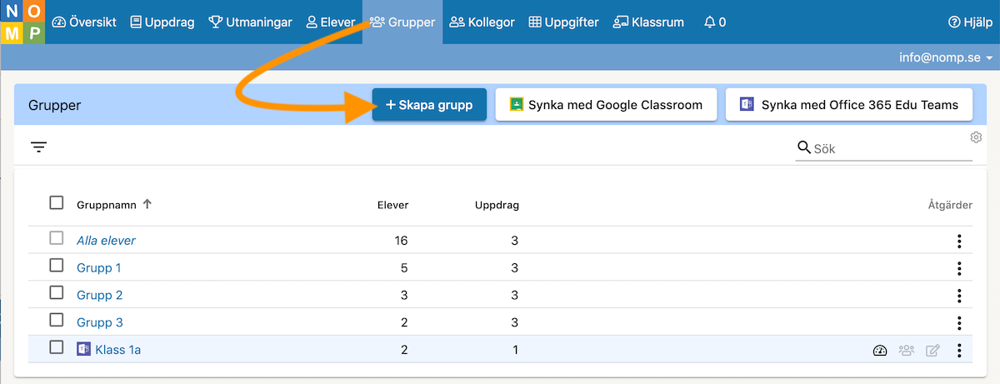 N O
M P
Översikt Uppdrag Utmaningar Elever Grupper Kollegor Uppgifter Klassrum 0 Hjälp
info@nomp.se
Grupper + Skapa grupp Synka med Google Classroom Synka med Office 365 Edu Teams
Sök
Gruppnamn Elever Uppdrag Åtgärder
Alla elever 16 3
Grupp 1 5 3
Grupp 2 3 3
Grupp 3 2 3
Klass 1a 2 1